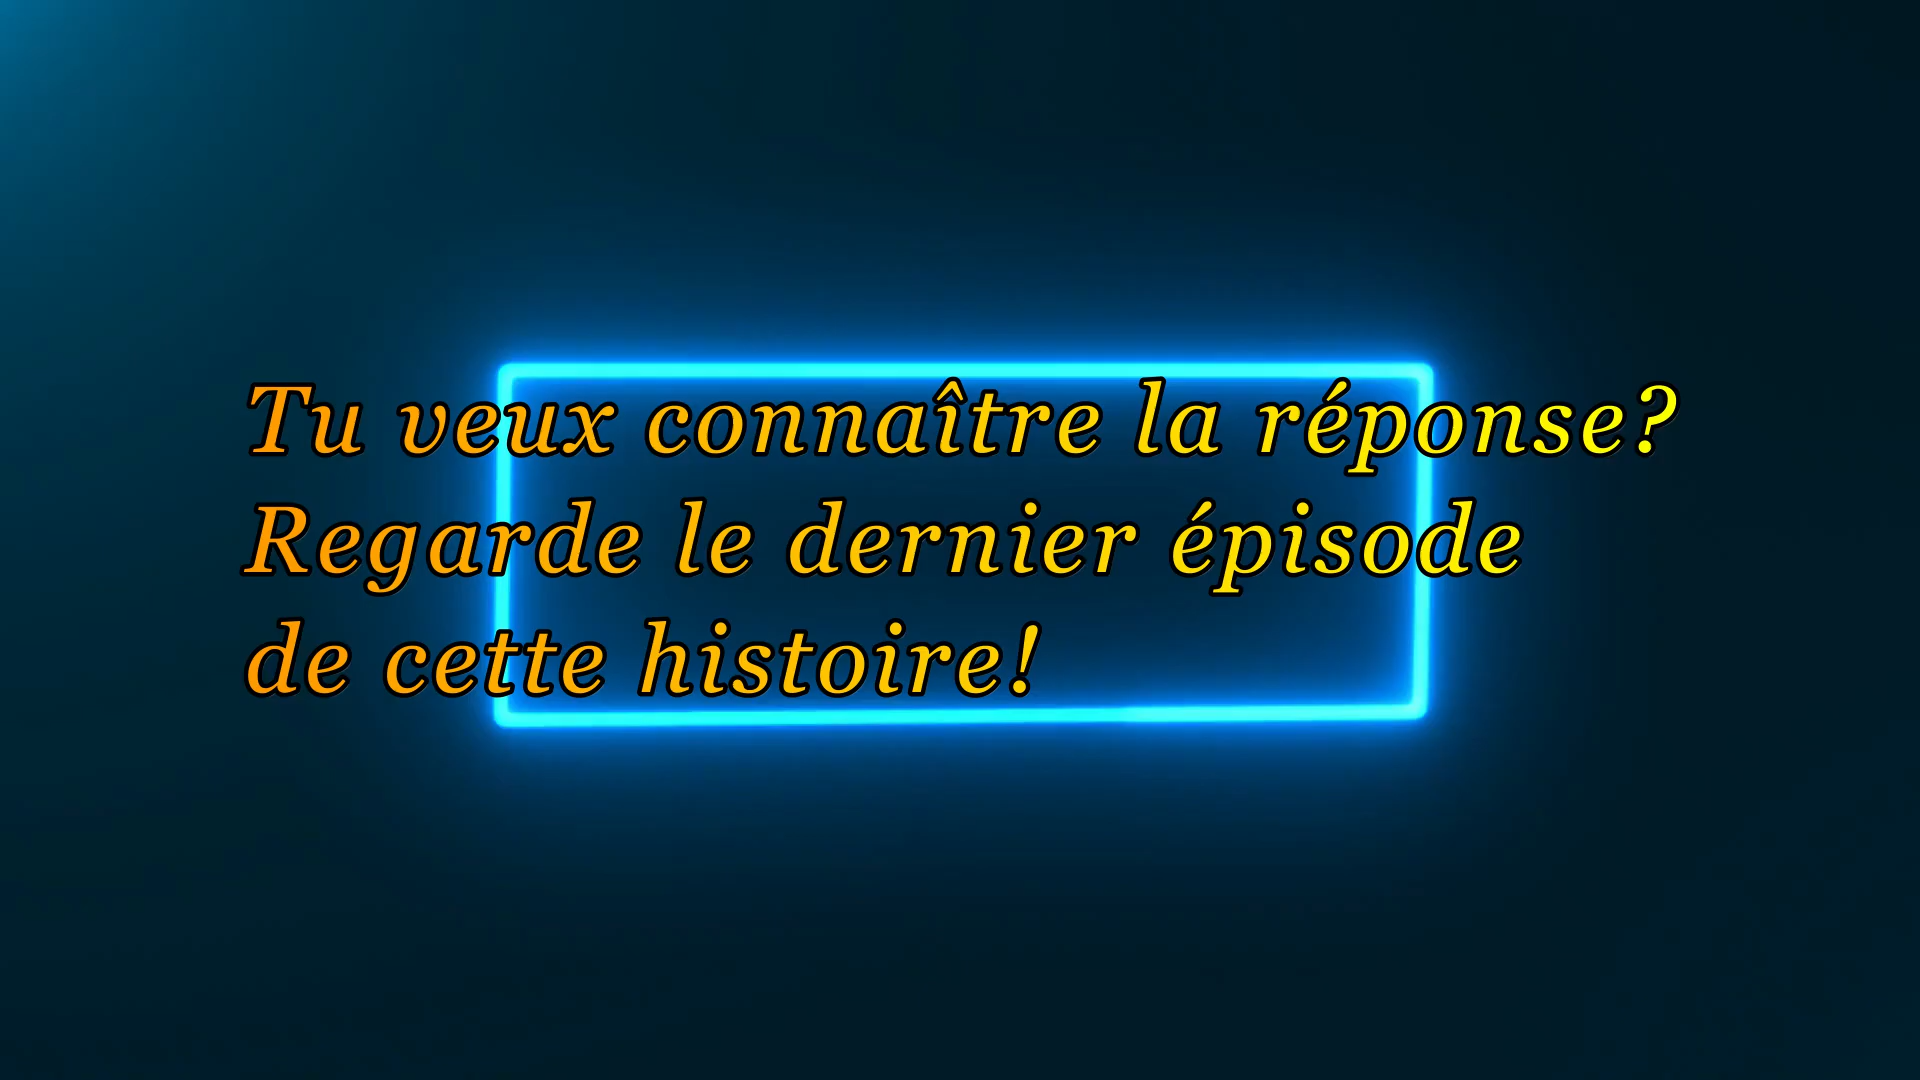 Tu veux connaître la réponse?
Regarde le dernier épisode
de cette histoire!